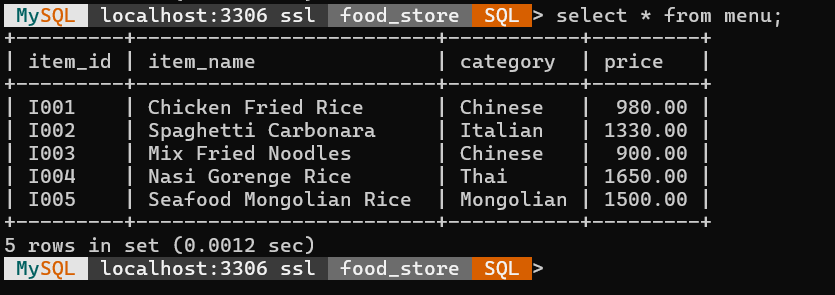 MySQL localhost:3306 ssl food_store SQL > select * from menu;
+---------+-----------------------+-----------+---------+
| item_id | item_name             | category  | price   |
+---------+-----------------------+-----------+---------+
| I001    | Chicken Fried Rice    | Chinese   |  980.00 |
| I002    | Spaghetti Carbonara   | Italian   | 1330.00 |
| I003    | Mix Fried Noodles     | Chinese   |  900.00 |
| I004    | Nasi Gorenge Rice     | Thai      | 1650.00 |
| I005    | Seafood Mongolian Rice | Mongolian | 1500.00 |
+---------+-----------------------+-----------+---------+
5 rows in set (0.0012 sec)
MySQL localhost:3306 ssl food_store SQL >